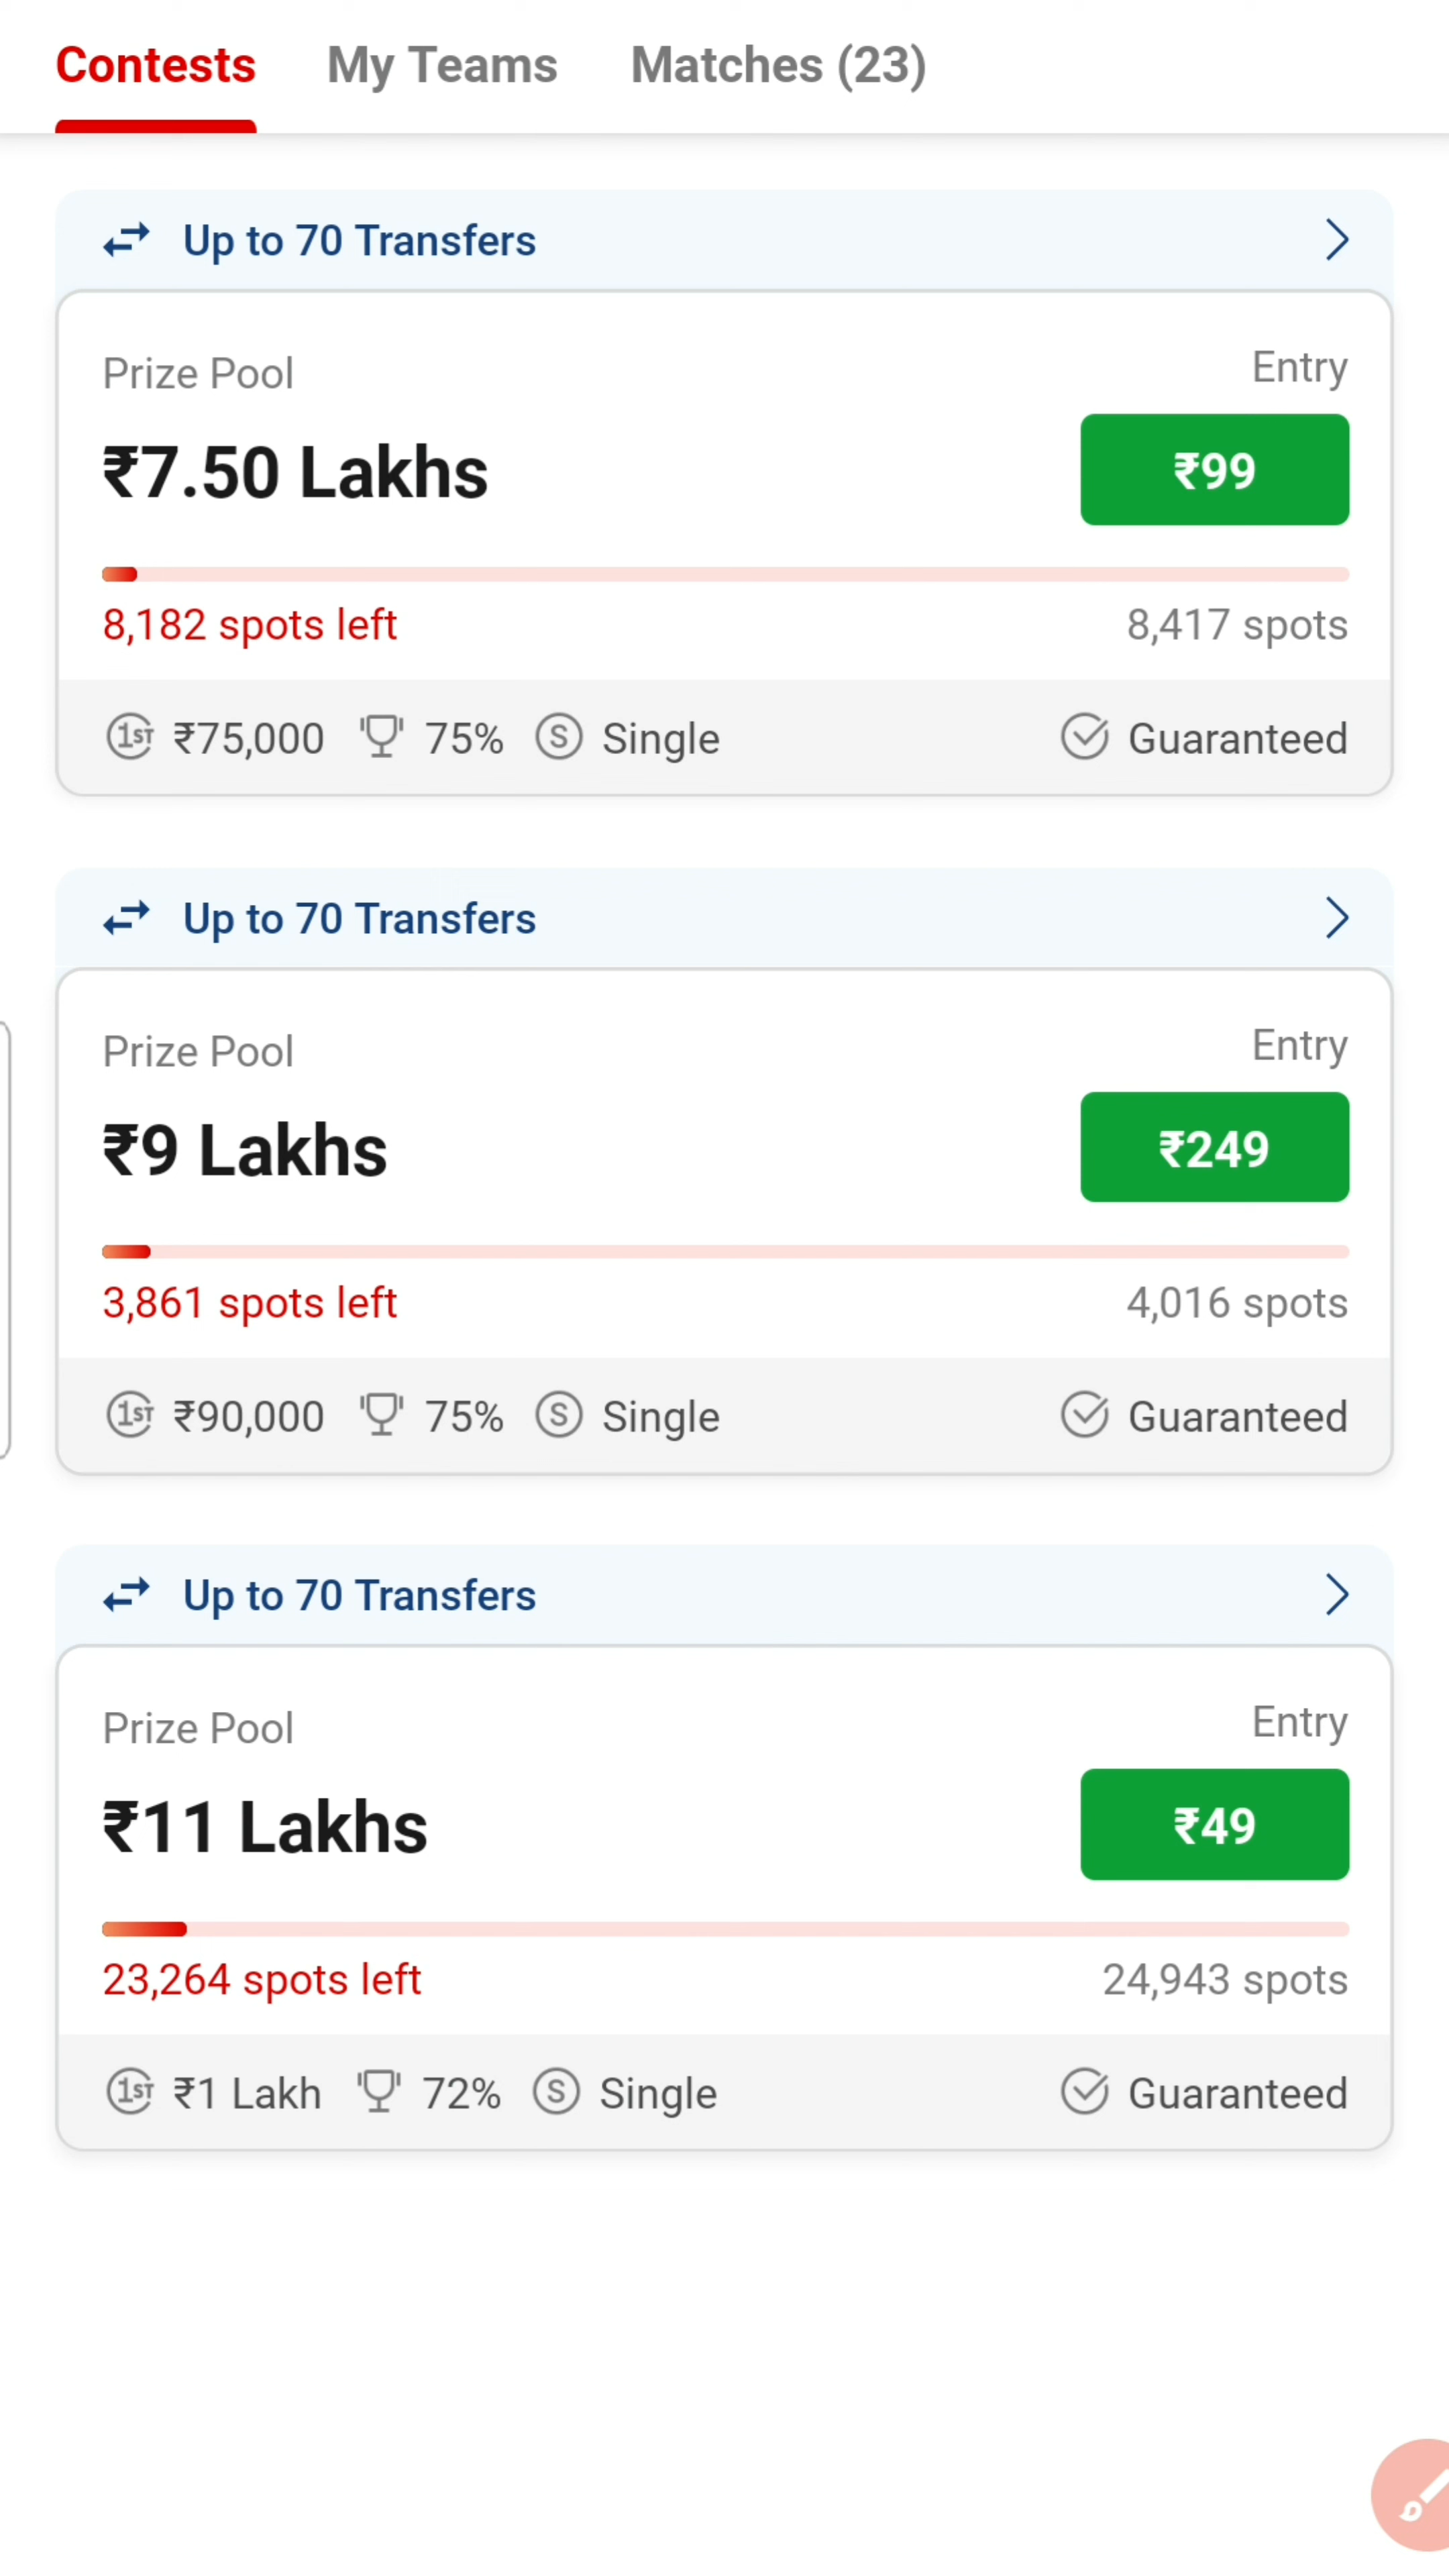 Contests My Teams Matches (23)
Up to 70 Transfers
Prize Pool Entry
₹7.50 Lakhs ₹99
8,182 spots left 8,417 spots
1ST ₹75,000 75% S Single Guaranteed
Up to 70 Transfers
Prize Pool Entry
₹9 Lakhs ₹249
3,861 spots left 4,016 spots
1ST ₹90,000 75% S Single Guaranteed
Up to 70 Transfers
Prize Pool Entry
₹11 Lakhs ₹49
23,264 spots left 24,943 spots
1ST ₹1 Lakh 72% S Single Guaranteed